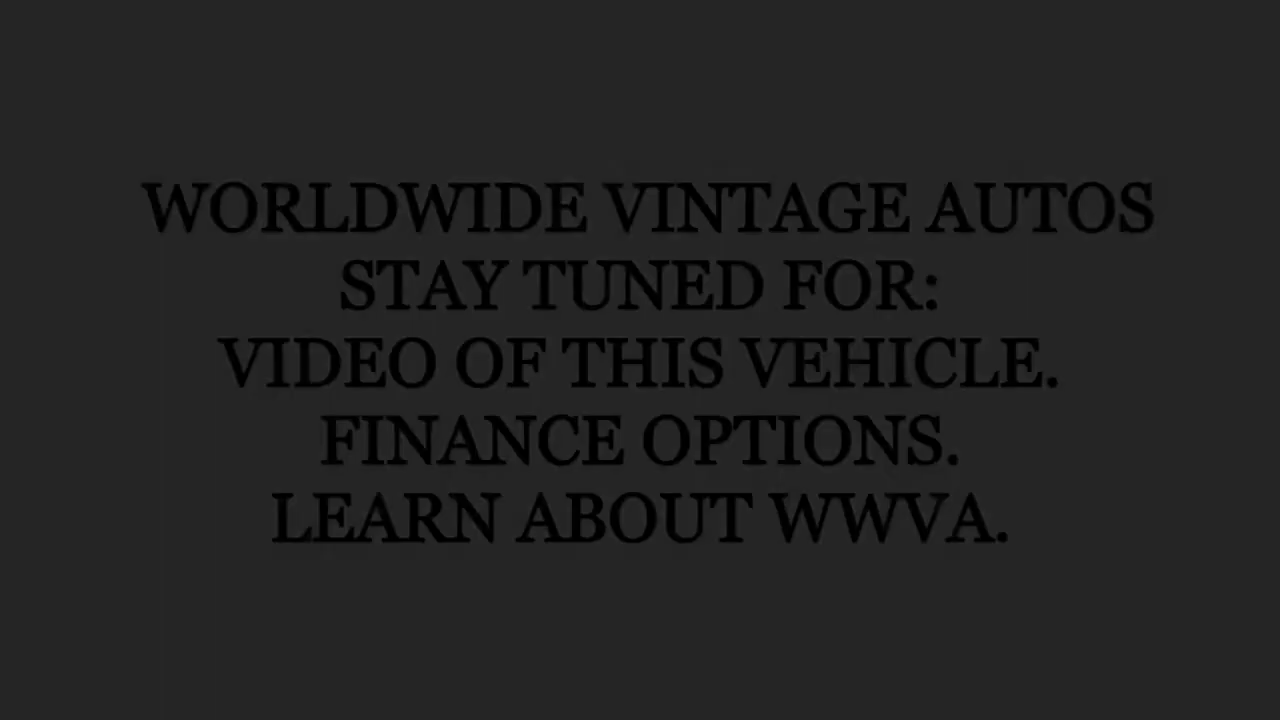 WORLDWIDE VINTAGE AUTOS
STAY TUNED FOR:
VIDEO OF THIS VEHICLE.
FINANCE OPTIONS.
LEARN ABOUT WWVA.